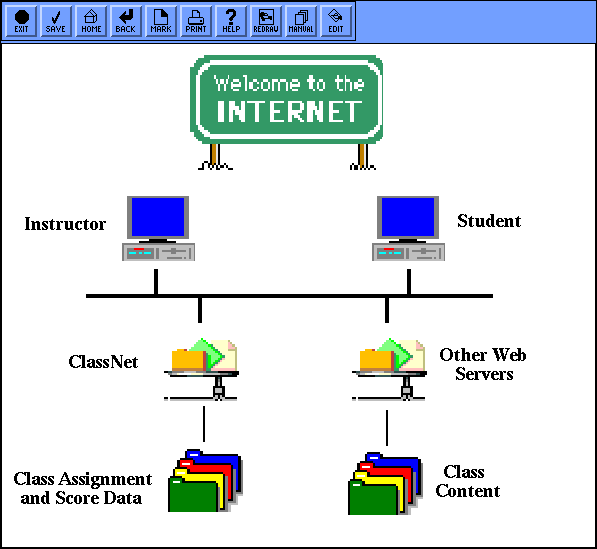 EXIT SAVE HOME BACK MARK PRINT HELP REDRAW MANUAL EDIT
Welcome to the
INTERNET
Instructor
Student
ClassNet
Other Web
Servers
Class Assignment
and Score Data
Class
Content